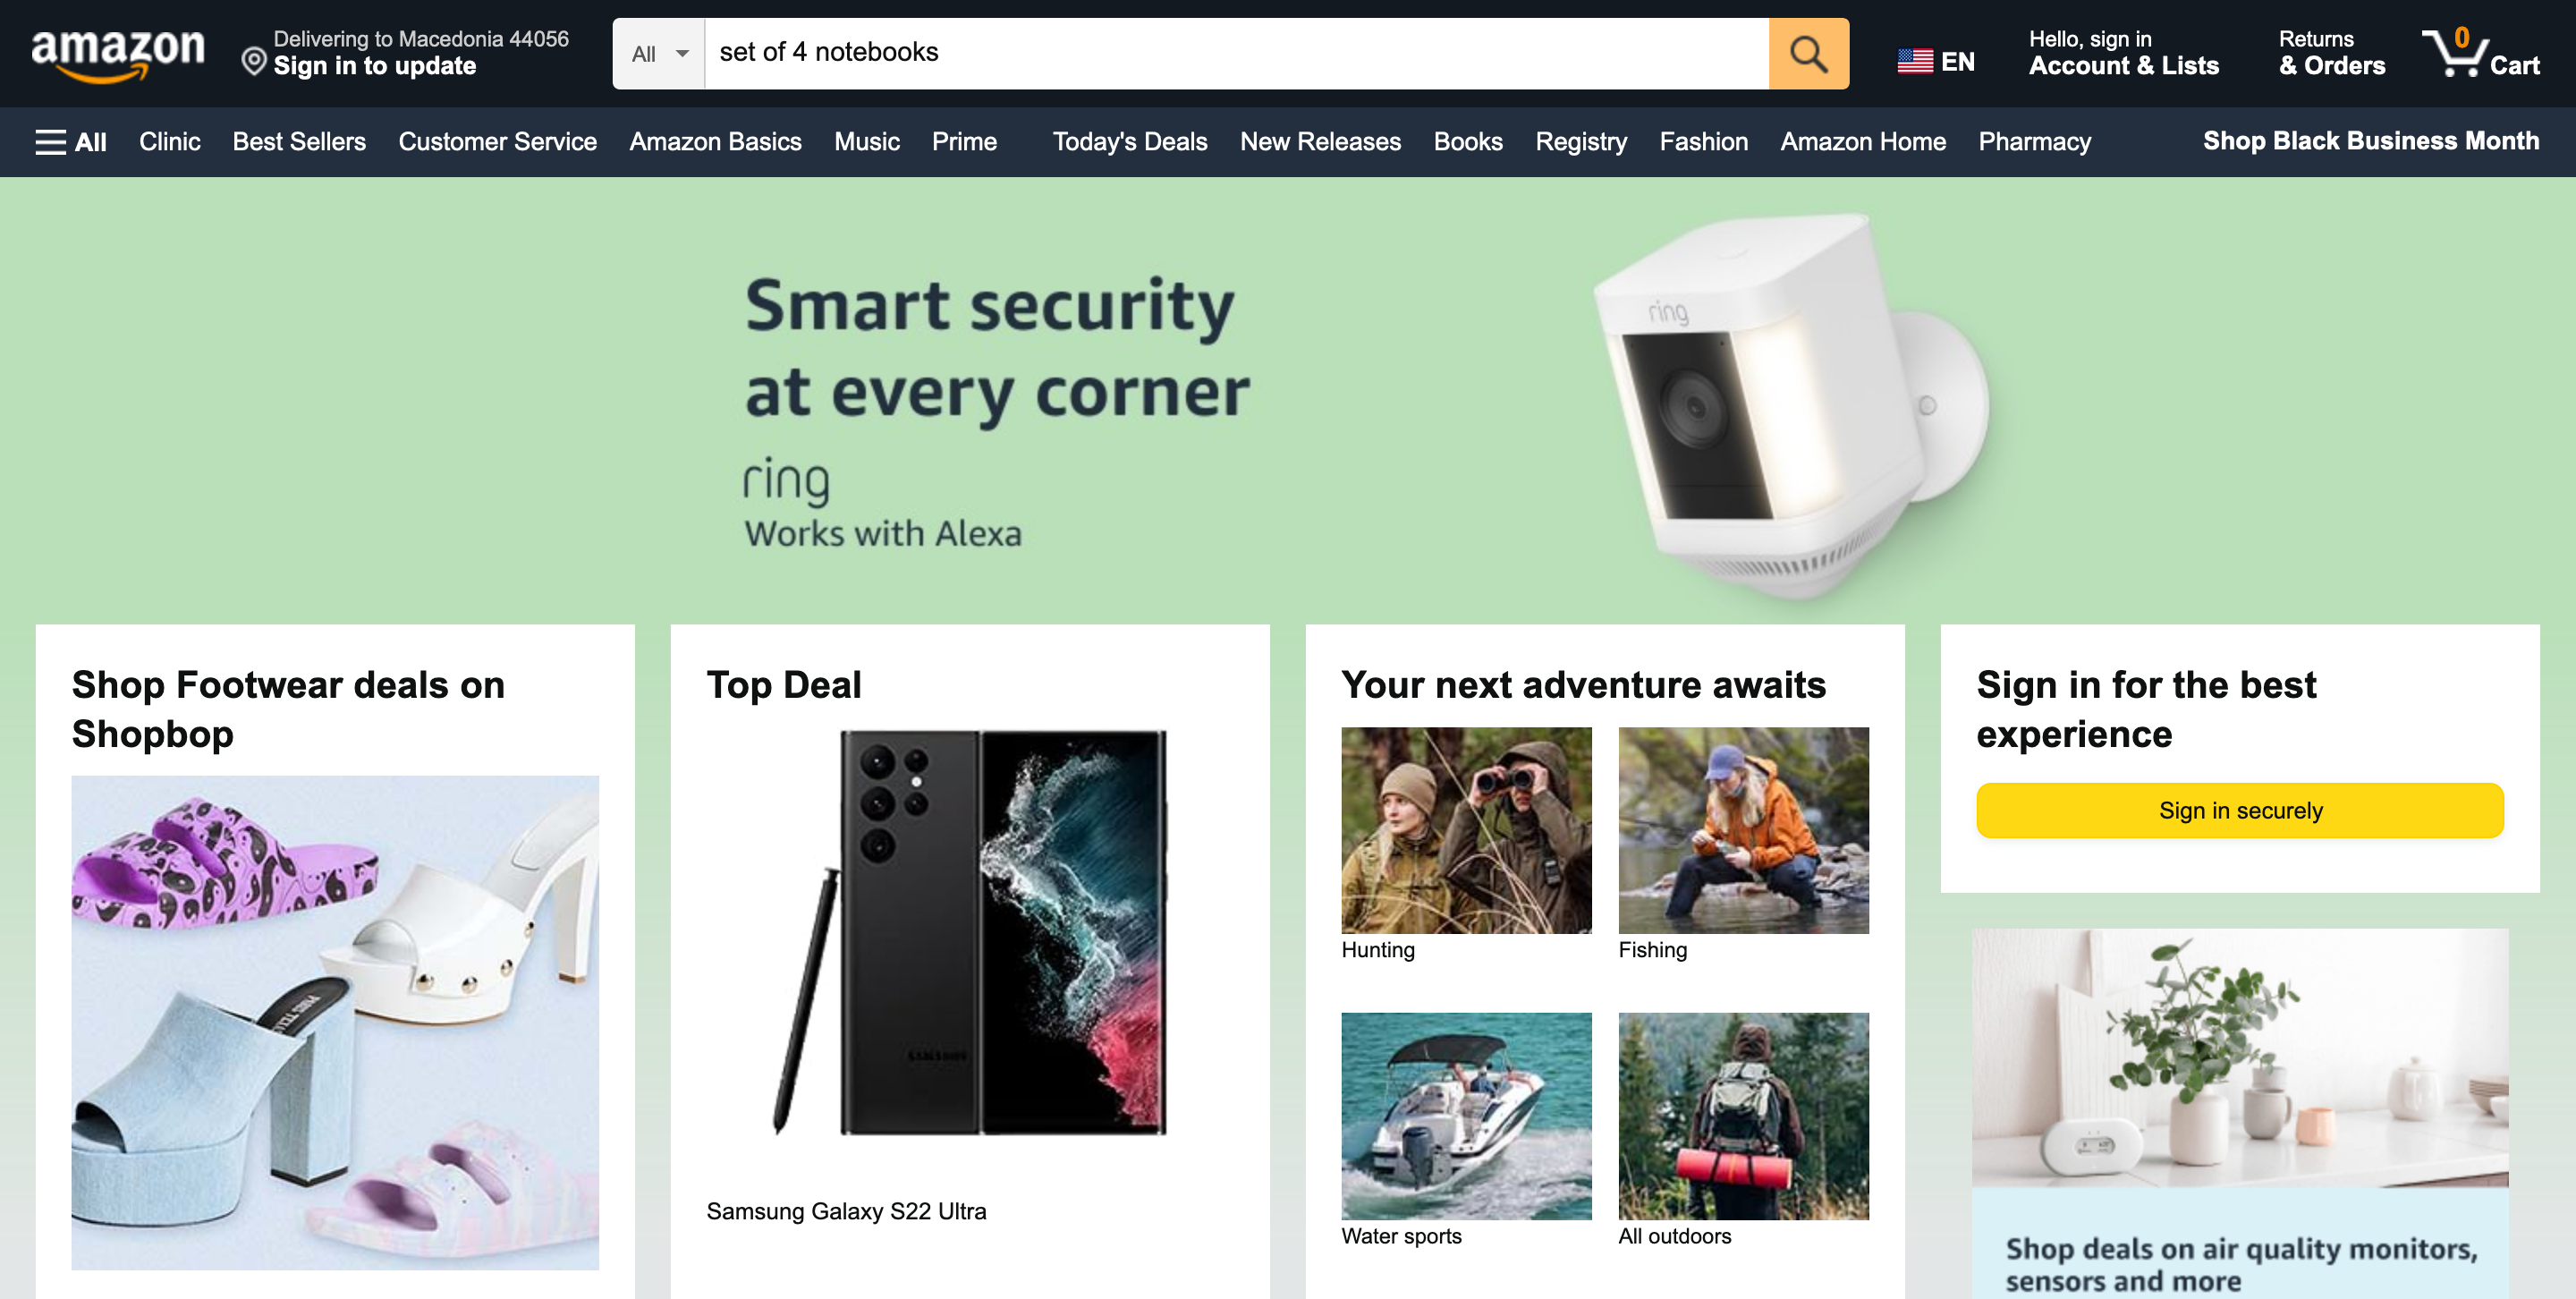 amazon
Delivering to Macedonia 44056
Sign in to update
All
set of 4 notebooks
EN
Hello, sign in
Account & Lists
Returns
& Orders
0
Cart
All Clinic Best Sellers Customer Service Amazon Basics Music Prime Today's Deals New Releases Books Registry Fashion Amazon Home Pharmacy Shop Black Business Month
Smart security
at every corner
ring
Works with Alexa
ring
Shop Footwear deals on
Shopbop
Top Deal
SAMSUNG
Samsung Galaxy S22 Ultra
Your next adventure awaits
Hunting
Fishing
Water sports
All outdoors
Sign in for the best
experience
Sign in securely
Shop deals on air quality monitors,
sensors and more